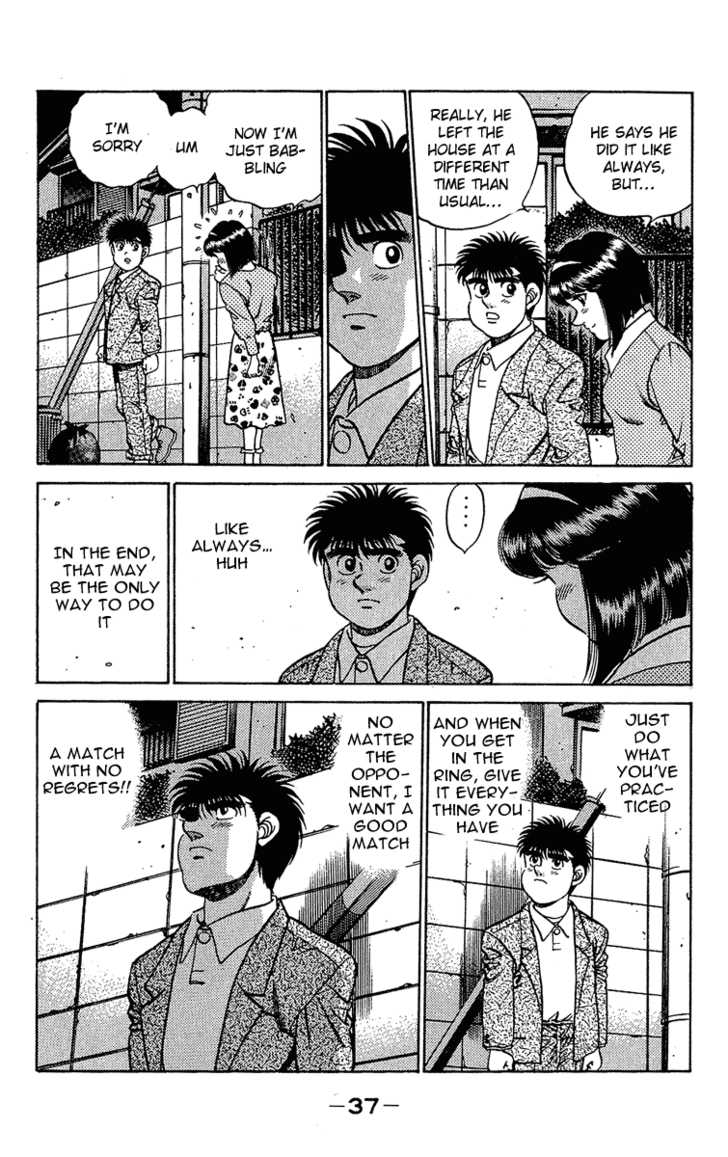 HE SAYS HE
DID IT LIKE
ALWAYS,
BUT...
REALLY, HE
LEFT THE
HOUSE AT A
DIFFERENT
TIME THAN
USUAL...
NOW I'M
JUST BAB-
BLING
UM
I'M
SORRY
....
LIKE
ALWAYS...
HUH
IN THE END,
THAT MAY
BE THE ONLY
WAY TO DO
IT
JUST
DO
WHAT
YOU'VE
PRAC-
TICED
AND WHEN
YOU GET
IN THE
RING, GIVE
IT EVERY-
THING YOU
HAVE
NO
MATTER
THE
OPPO-
NENT, I
WANT A
GOOD
MATCH
A MATCH
WITH NO
REGRETS!!
—37—